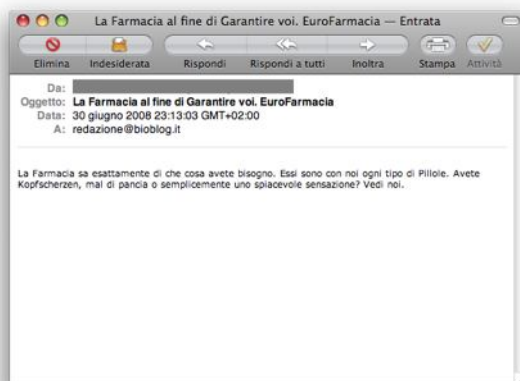 La Farmacia al fine di Garantire voi. EuroFarmacia — Entrata
Elimina Indesiderata Rispondi Rispondi a tutti Inoltra Stampa Attività
Da:
Oggetto: La Farmacia al fine di Garantire voi. EuroFarmacia
Data: 30 giugno 2008 23:13:03 GMT+02:00
A: redazione@bioblog.it
La Farmacia sa esattamente di che cosa avete bisogno. Essi sono con noi ogni tipo di Pillole. Avete
Kopfscherzen, mal di pancia o semplicemente uno spiacevole sensazione? Vedi noi.